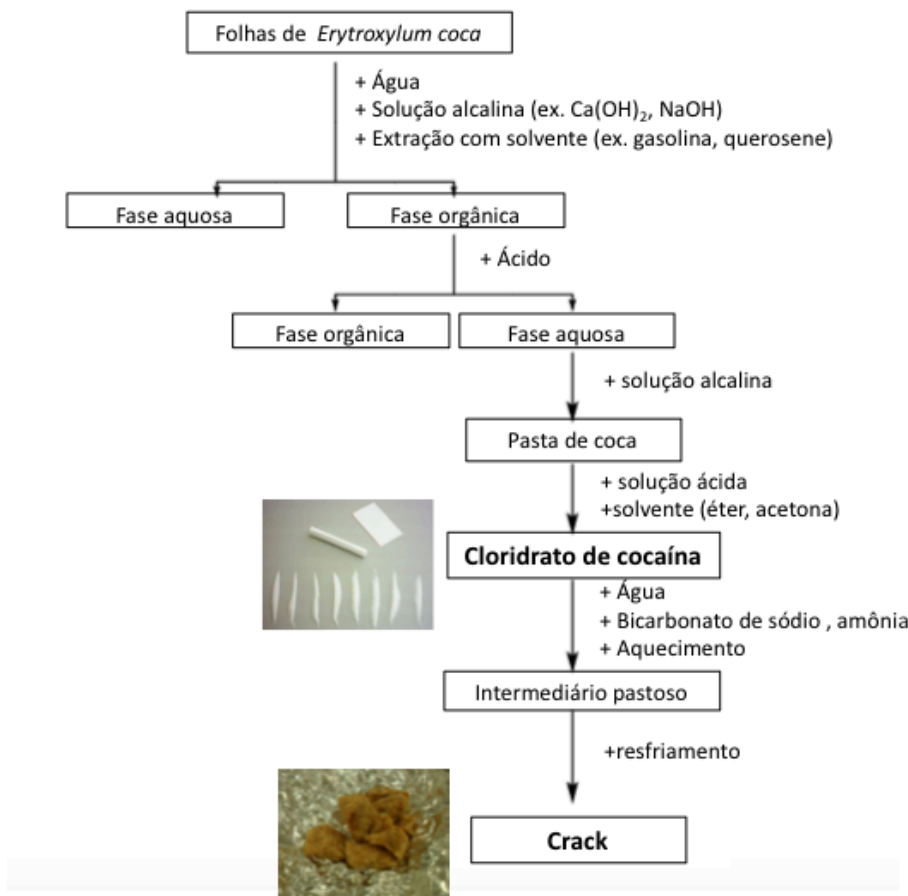 Folhas de Erytroxylum coca
+ Água
+ Solução alcalina (ex. Ca(OH)₂, NaOH)
+ Extração com solvente (ex. gasolina, querosene)
Fase aquosa
Fase orgânica
+ Ácido
Fase orgânica
Fase aquosa
+ solução alcalina
Pasta de coca
+ solução ácida
+solvente (éter, acetona)
Cloridrato de cocaína
+ Água
+ Bicarbonato de sódio , amônia
+ Aquecimento
Intermediário pastoso
+resfriamento
Crack